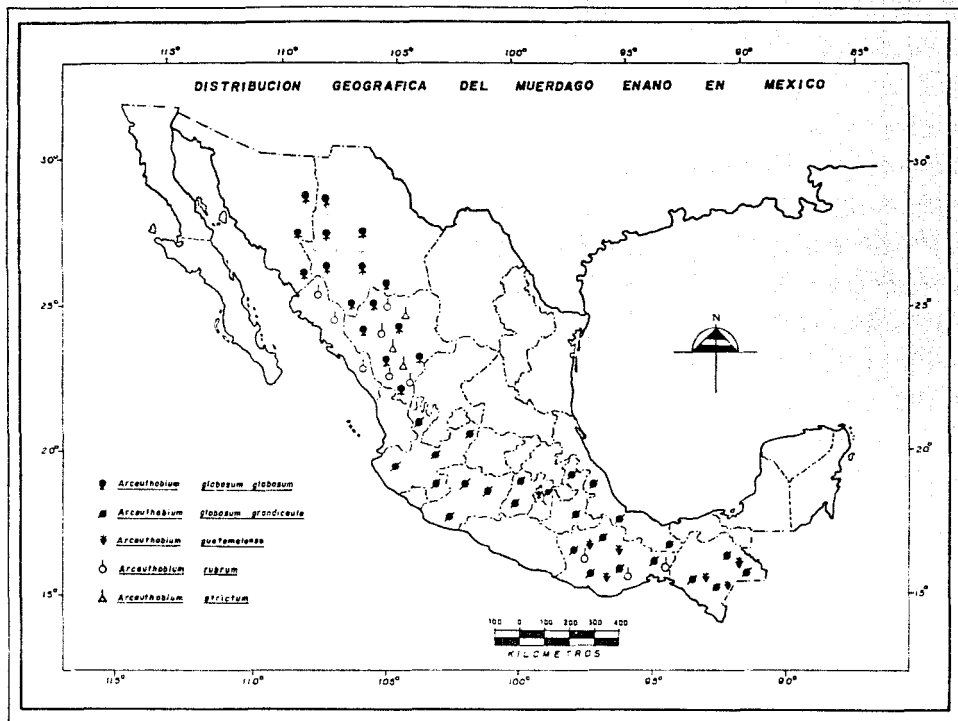 115° 109° 105° 100° 95° 90° 85°
DISTRIBUCION GEOGRAFICA DEL MUERDAGO ENANO EN MEXICO
30° 30°
N
25° 25°
20° 20°
Arceuthobium globosum globosum
Arceuthobium globosum grandicaule
Arceuthobium guatemalense
Arceuthobium rubrum
Arceuthobium strictum
15° 15°
100 0 100 200 300 400
KILOMETROS
115° 110° 105° 100° 95° 90°